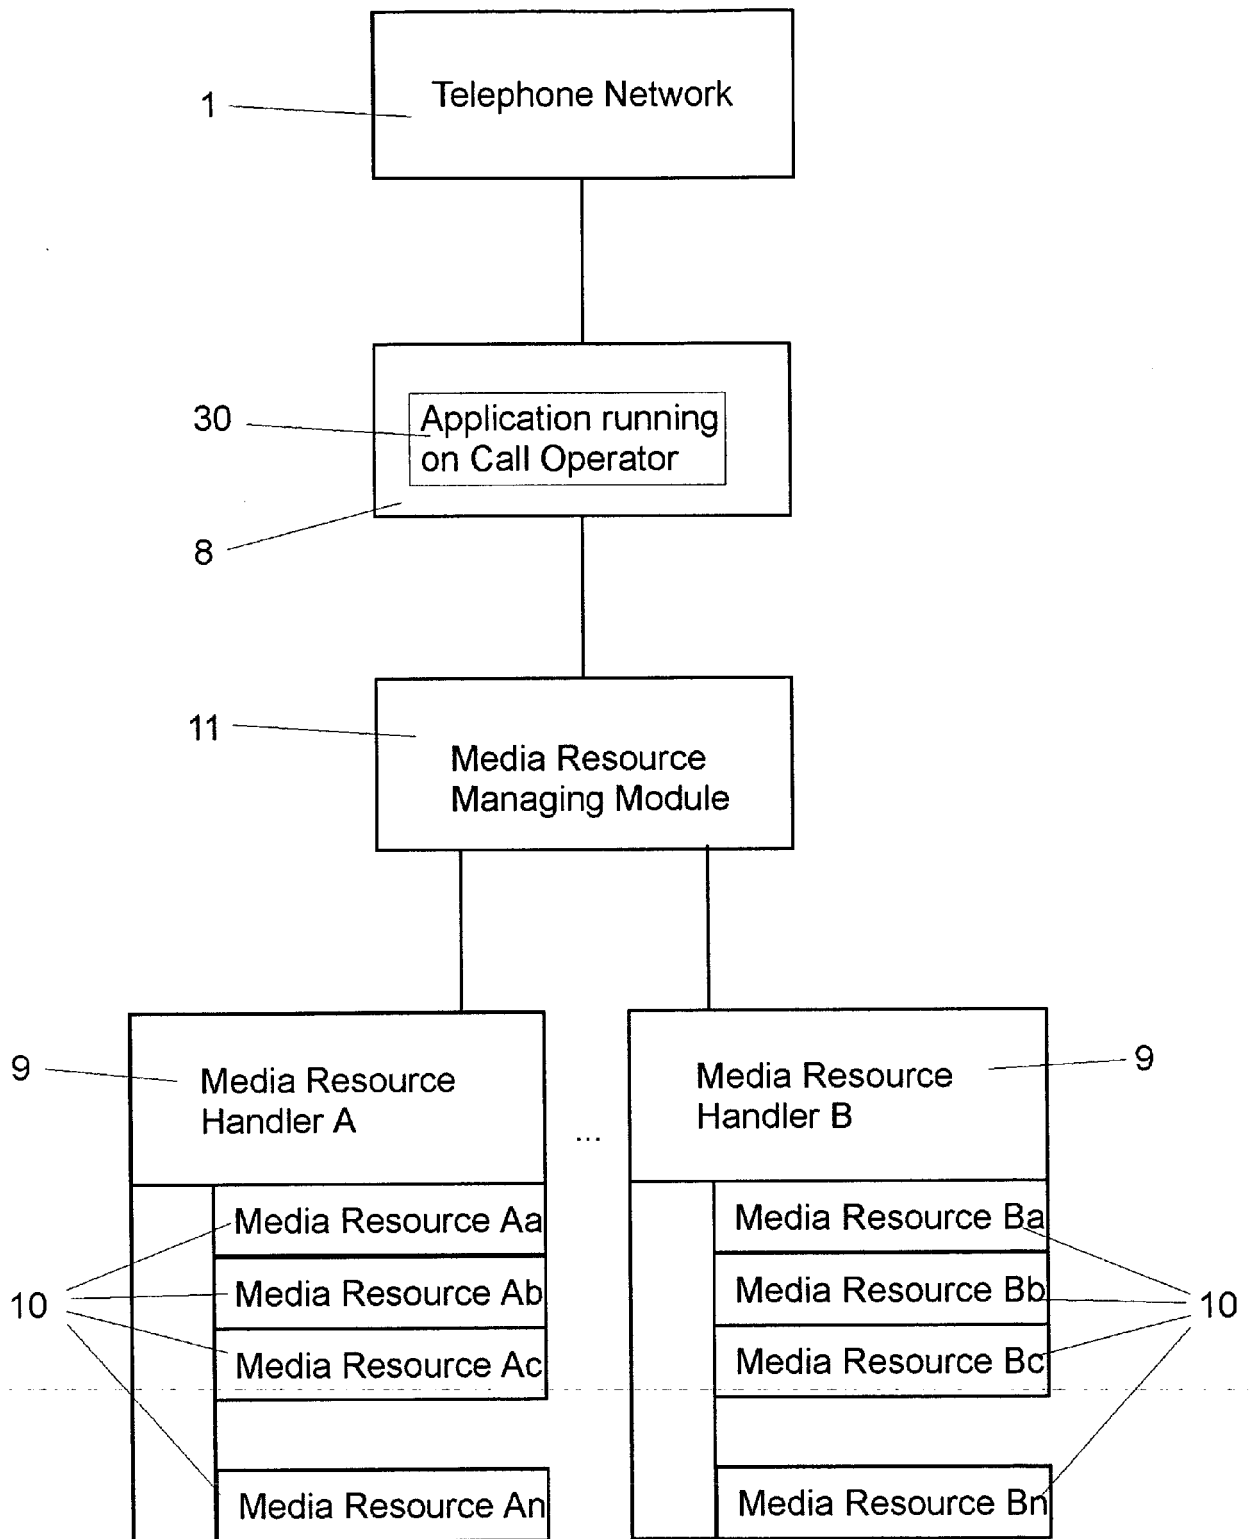 Telephone Network
1
30
Application running
on Call Operator
8
11
Media Resource
Managing Module
9
Media Resource
Handler A
...
Media Resource
Handler B
9
Media Resource Aa
Media Resource Ab
Media Resource Ac
Media Resource An
10
Media Resource Ba
Media Resource Bb
Media Resource Bc
Media Resource Bn
10